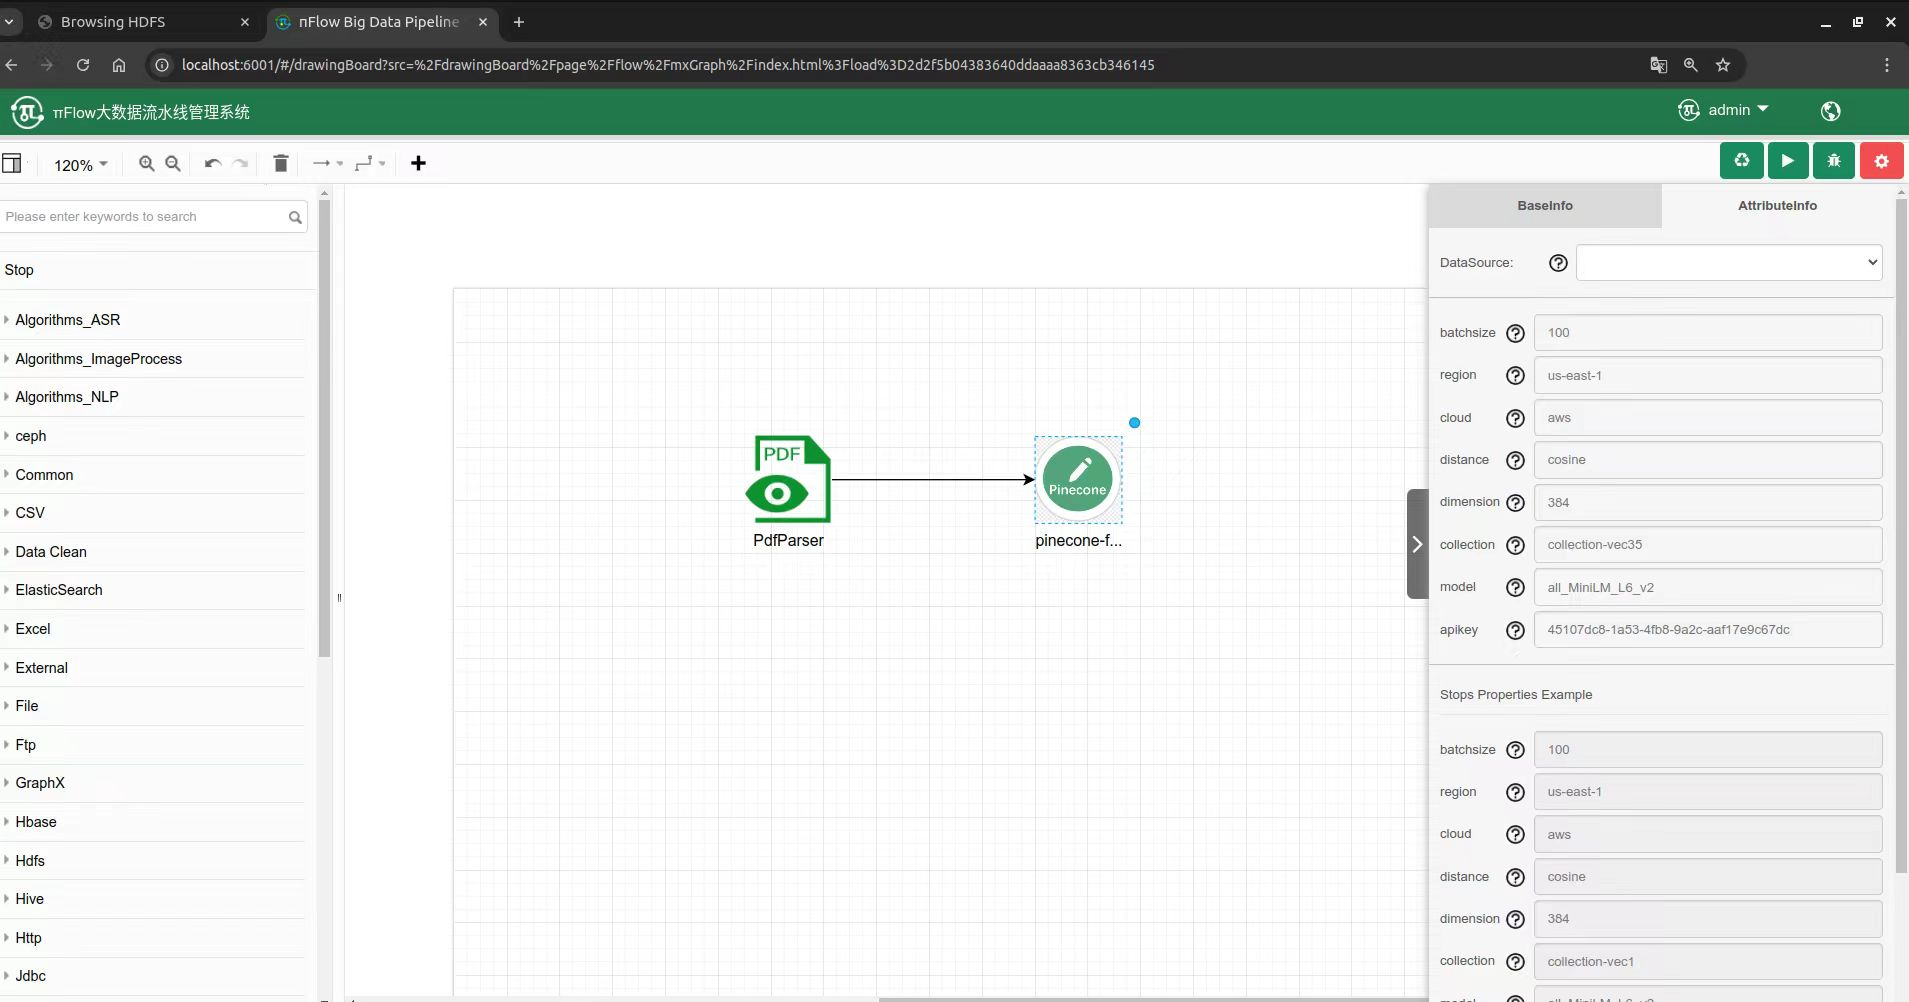 Browsing HDFS
πFlow Big Data Pipeline
localhost:6001/#/drawingBoard?src=%2FdrawingBoard%2Fpage%2Fflow%2FmxGraph%2Findex.html%3Fload%3D2d2f5b04383640ddaaaa8363cb346145
πFlow大数据流水线管理系统
admin
120%
Please enter keywords to search
Stop
Algorithms_ASR
Algorithms_ImageProcess
Algorithms_NLP
ceph
Common
CSV
Data Clean
ElasticSearch
Excel
External
File
Ftp
GraphX
Hbase
Hdfs
Hive
Http
Jdbc
PDF
PdfParser
Pinecone
pinecone-f...
BaseInfo
AttributeInfo
DataSource:
batchsize 100
region us-east-1
cloud aws
distance cosine
dimension 384
collection collection-vec35
model all_MiniLM_L6_v2
apikey 45107dc8-1a53-4fb8-9a2c-aaf17e9c67dc
Stops Properties Example
batchsize 100
region us-east-1
cloud aws
distance cosine
dimension 384
collection collection-vec1